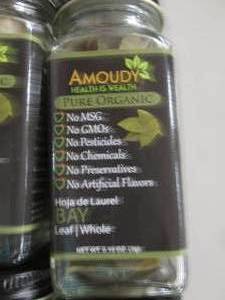 AMOUDY
HEALTH IS WEALTH
PURE ORGANIC
No MSG
No GMOs
No Pesticides
No Chemicals
No Preservatives
No Artificial Flavors
Hoja de Laurel
BAY
Leaf | Whole